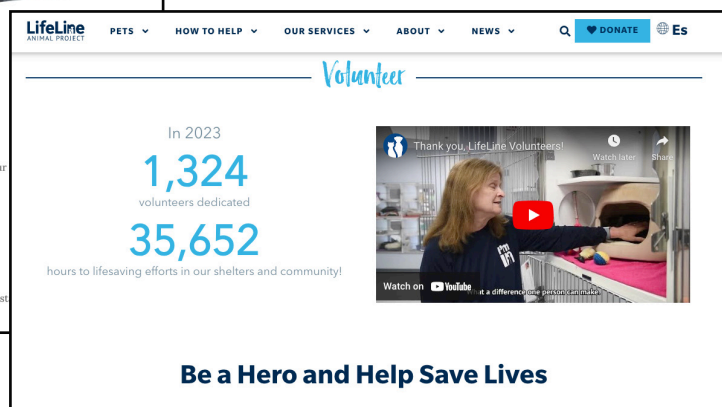 LifeLine
ANIMAL PROJECT
PETS HOW TO HELP OUR SERVICES ABOUT NEWS DONATE Es
Volunteer
In 2023
1,324
volunteers dedicated
35,652
hours to lifesaving efforts in our shelters and community!
Thank you, LifeLine Volunteers!
Watch later Share
Watch on YouTube
What a difference one person can make.
Be a Hero and Help Save Lives